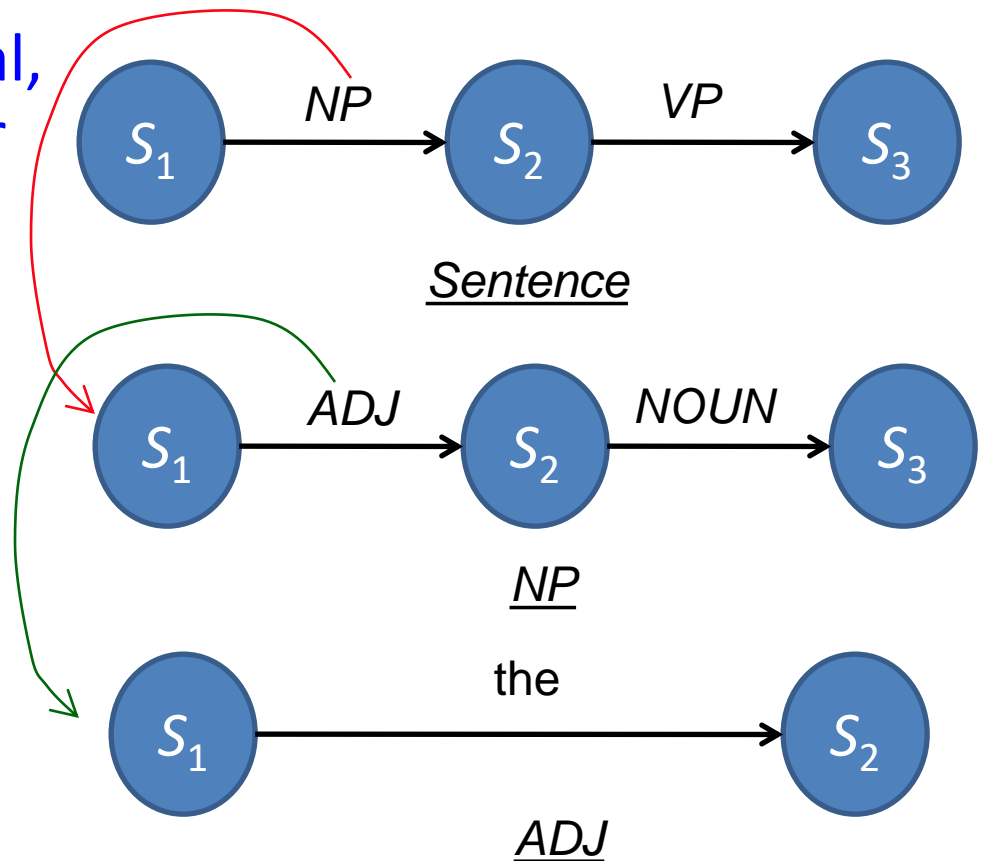 al,
NP
VP
S1
S2
S3
Sentence
ADJ
NOUN
S1
S2
S3
NP
the
S1
S2
ADJ